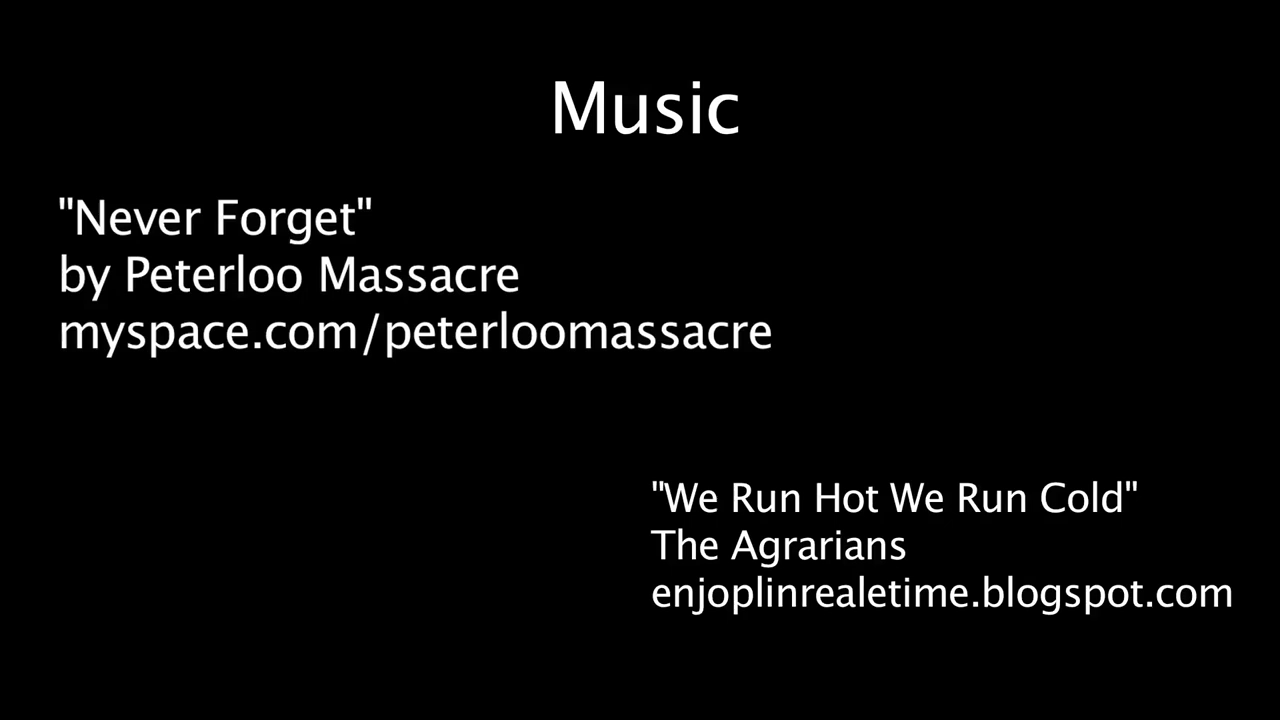 Music
"Never Forget"
by Peterloo Massacre
myspace.com/peterloomassacre
"We Run Hot We Run Cold"
The Agrarians
enjoplinrealetime.blogspot.com